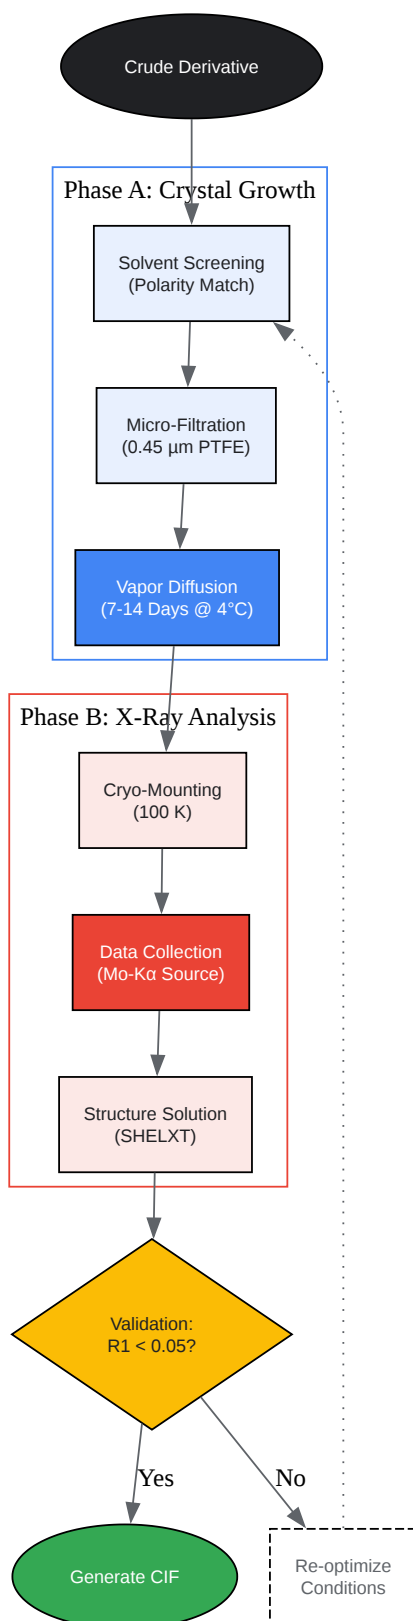 Crude Derivative
Phase A: Crystal Growth
Solvent Screening
(Polarity Match)
Micro-Filtration
(0.45 µm PTFE)
Vapor Diffusion
(7-14 Days @ 4°C)
Phase B: X-Ray Analysis
Cryo-Mounting
(100 K)
Data Collection
(Mo-Kα Source)
Structure Solution
(SHELXT)
Validation:
R1 < 0.05?
Yes
No
Generate CIF
Re-optimize
Conditions